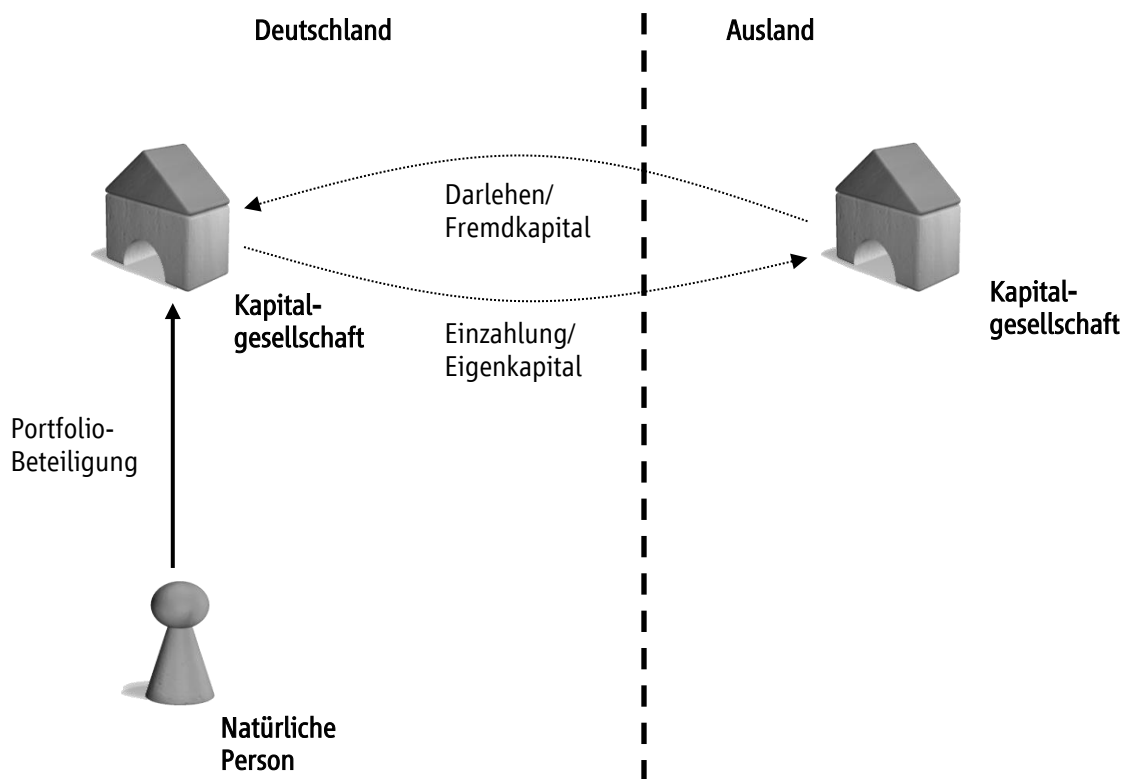 Deutschland
Ausland
Darlehen/
Fremdkapital
Kapital-
gesellschaft
Einzahlung/
Eigenkapital
Kapital-
gesellschaft
Portfolio-
Beteiligung
Natürliche
Person